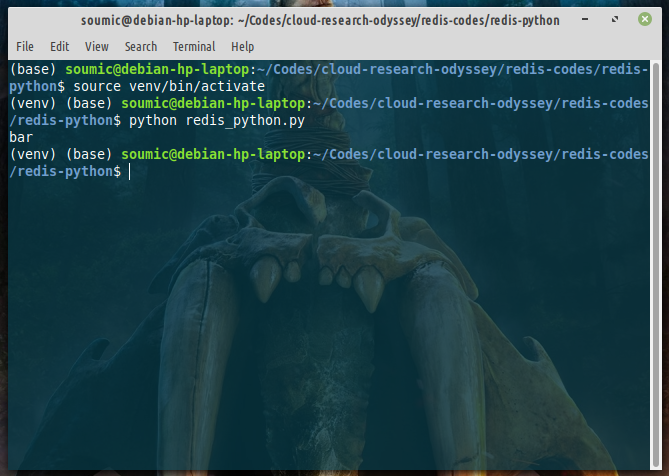 soumic@debian-hp-laptop: ~/Codes/cloud-research-odyssey/redis-codes/redis-python
File Edit View Search Terminal Help
(base) soumic@debian-hp-laptop:~/Codes/cloud-research-odyssey/redis-codes/redis-
python$ source venv/bin/activate
(venv) (base) soumic@debian-hp-laptop:~/Codes/cloud-research-odyssey/redis-codes
/redis-python$ python redis_python.py
bar
(venv) (base) soumic@debian-hp-laptop:~/Codes/cloud-research-odyssey/redis-codes
/redis-python$